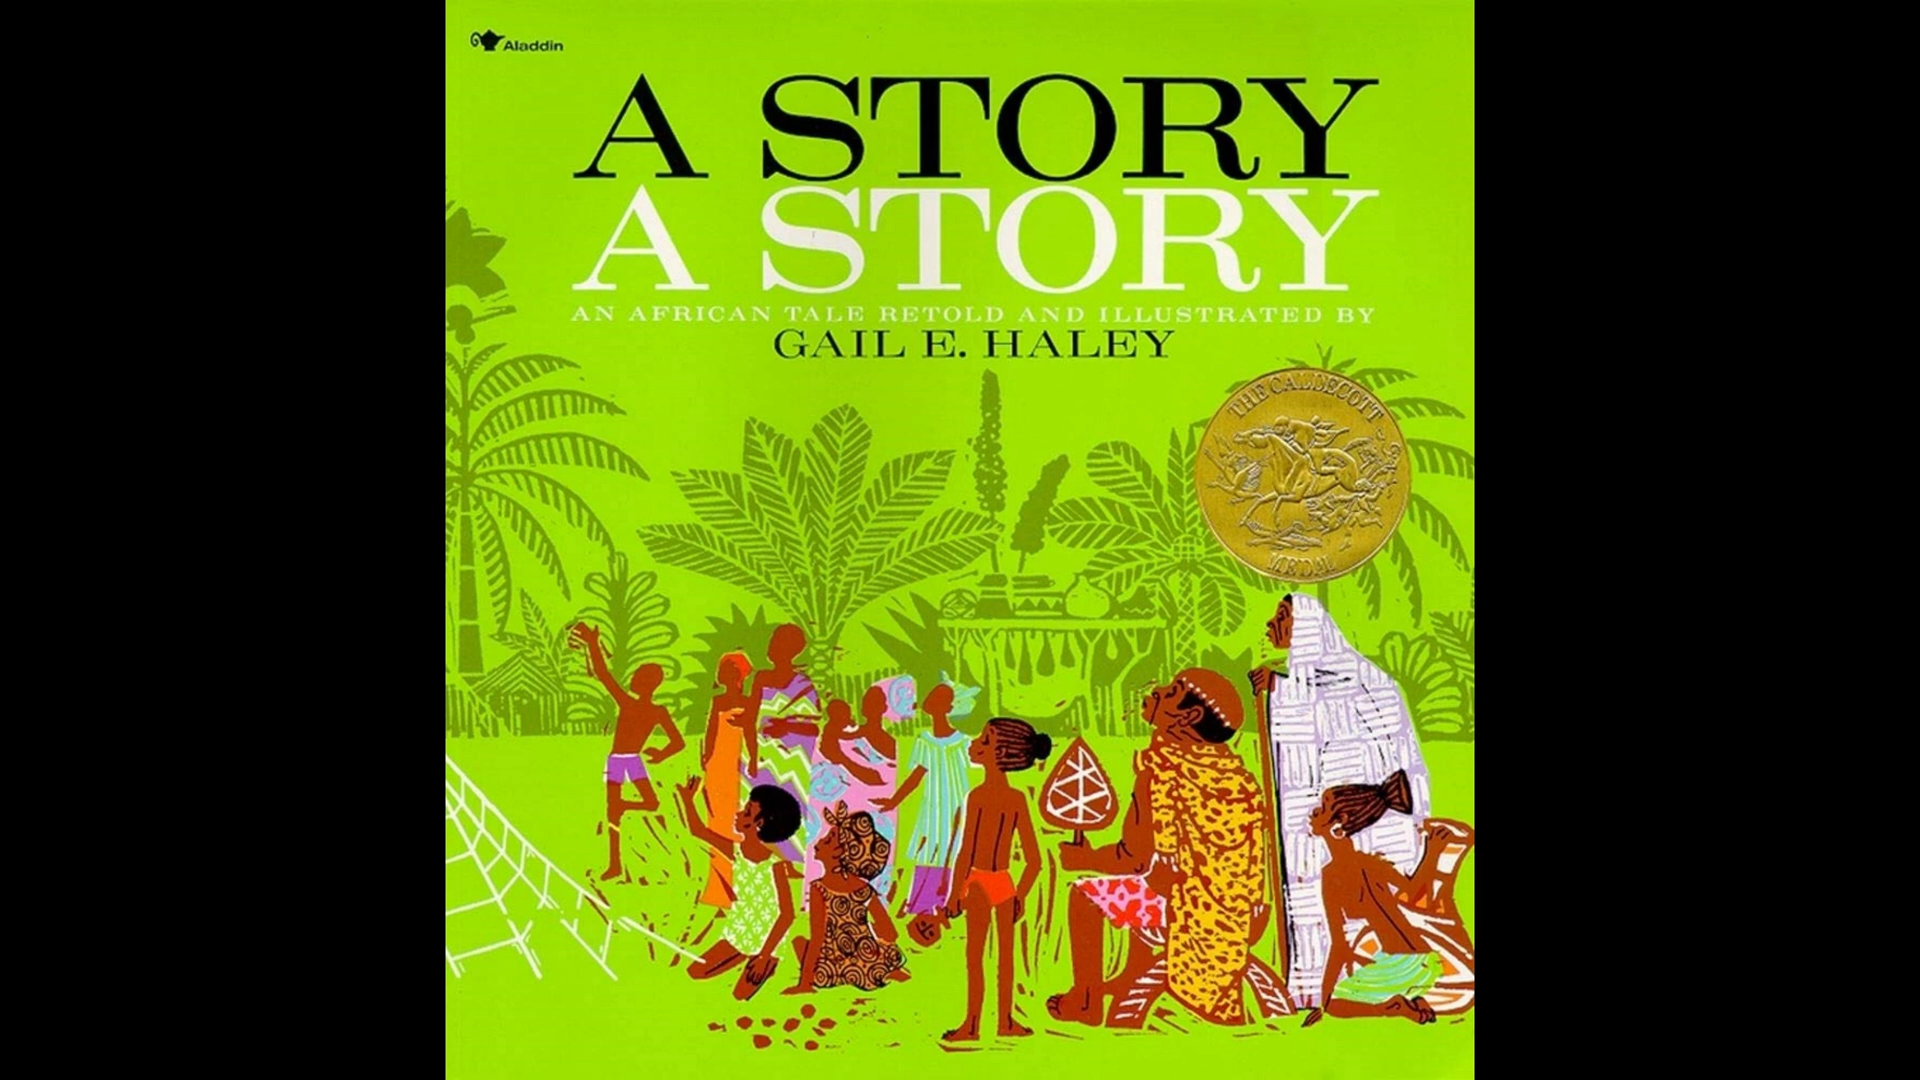 Aladdin
A STORY
A STORY
AN AFRICAN TALE RETOLD AND ILLUSTRATED BY
GAIL E. HALEY
THE CALDECOTT
MEDAL